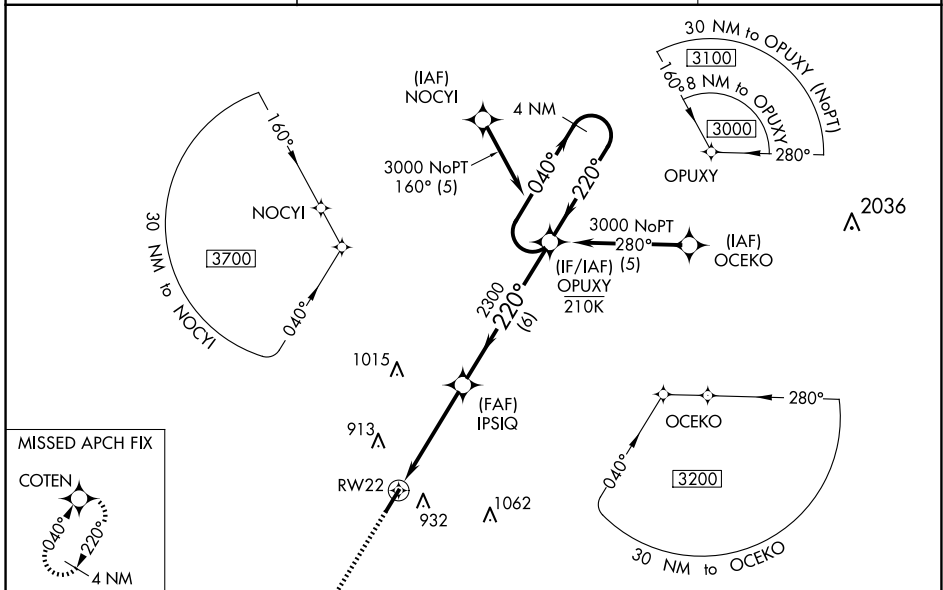 30 NM to OPUXY (NoPT)
3100
160°
8 NM to OPUXY
3000
280°
OPUXY
(IAF)
NOCYI
4 NM
3000 NoPT
160° (5)
040°
220°
160°
NOCYI
30 NM to NOCYI
3700
040°
2036
3000 NoPT
280°
(5)
(IAF)
OCEKO
(IF/IAF)
OPUXY
210K
2300
220°
(6)
1015
(FAF)
IPSIQ
913
RW22
932
1062
280°
OCEKO
040°
3200
30 NM to OCEKO
MISSED APCH FIX
COTEN
040°
220°
4 NM